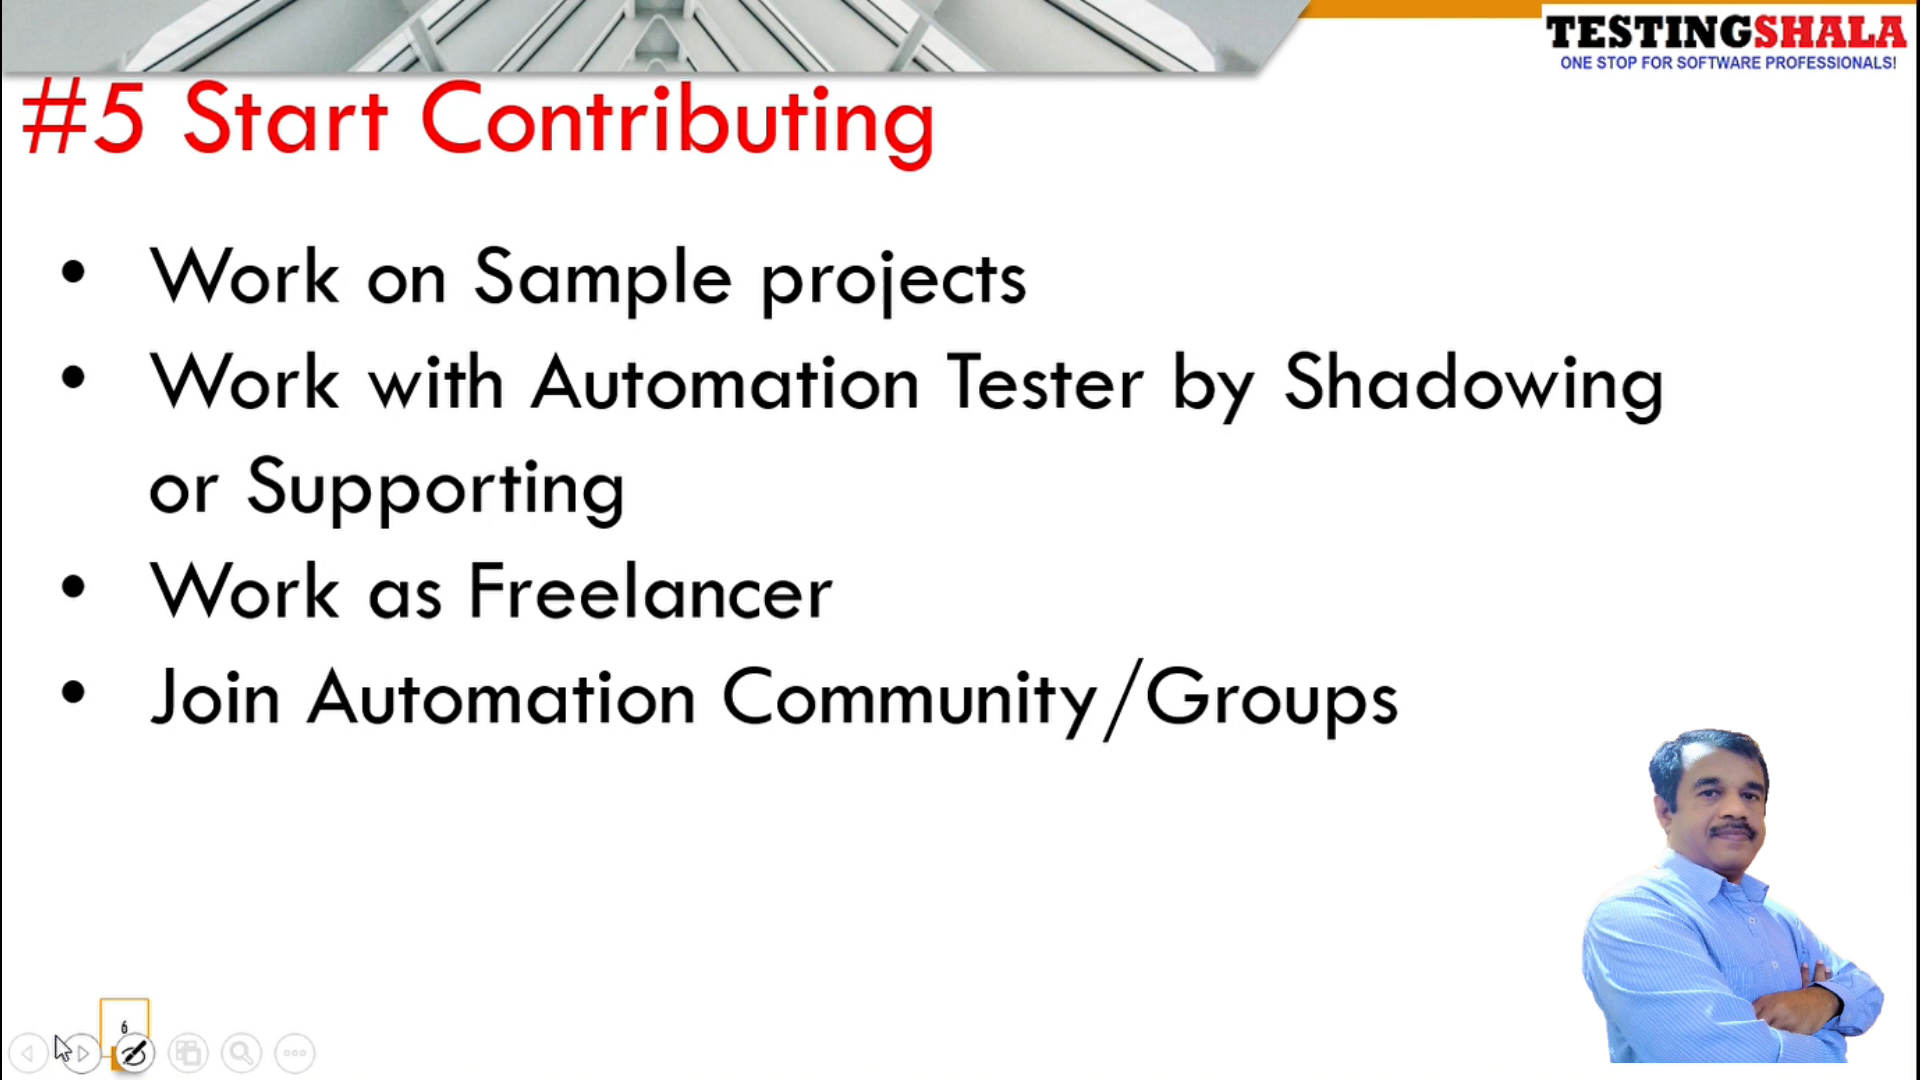 TESTINGSHALA
ONE STOP FOR SOFTWARE PROFESSIONALS!
#5 Start Contributing
• Work on Sample projects
• Work with Automation Tester by Shadowing
or Supporting
• Work as Freelancer
• Join Automation Community/Groups
6